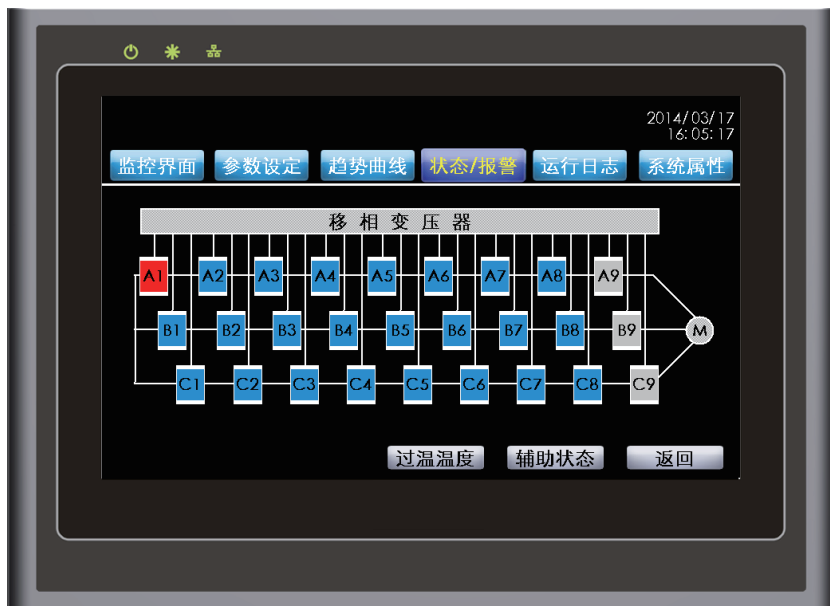 2014/03/17
16:05:17
监控界面 参数设定 趋势曲线 状态/报警 运行日志 系统属性
移相变压器
A1 A2 A3 A4 A5 A6 A7 A8 A9
B1 B2 B3 B4 B5 B6 B7 B8 B9 M
C1 C2 C3 C4 C5 C6 C7 C8 C9
过温温度 辅助状态 返回